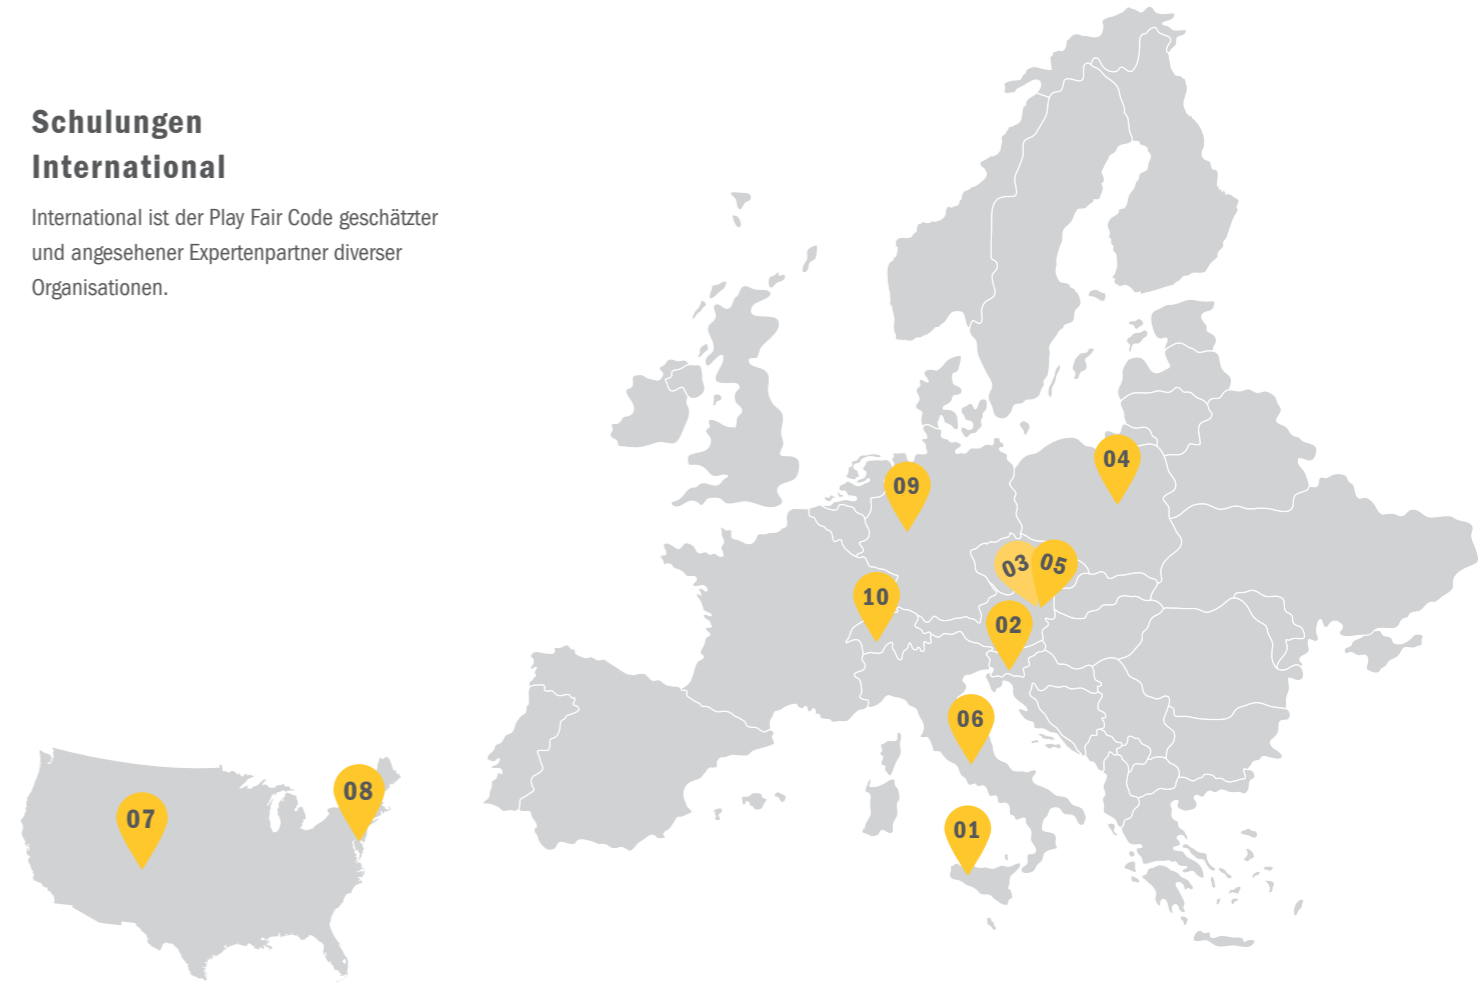 Schulungen
International
International ist der Play Fair Code geschätzter
und angesehener Expertenpartner diverser
Organisationen.
04
09
03 05
10
02
06
08
07
01